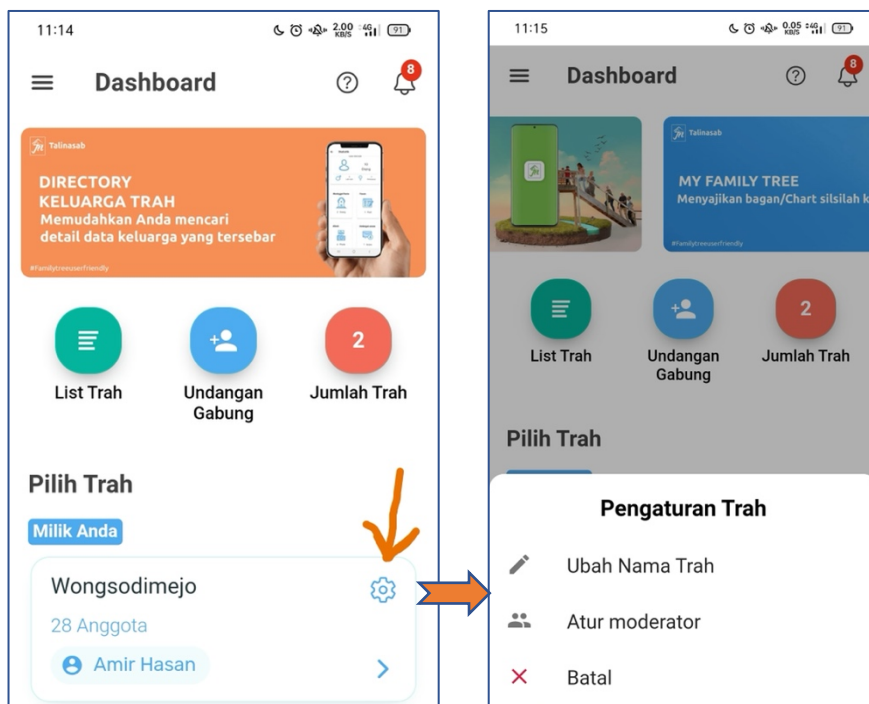 11:14
2.00 KB/S 4G 91
Dashboard
8
Talinasab
DIRECTORY
KELUARGA TRAH
Memudahkan Anda mencari
detail data keluarga yang tersebar
#Familytreeuserfriendly
2
List Trah
Undangan
Gabung
Jumlah Trah
Pilih Trah
Milik Anda
Wongsodimejo
28 Anggota
Amir Hasan
11:15
0.05 KB/S 4G 91
Dashboard
8
Talinasab
MY FAMILY TREE
Menyajikan bagan/Chart silsilah k
#Familytreeuserfriendly
2
List Trah
Undangan
Gabung
Jumlah Trah
Pilih Trah
Pengaturan Trah
Ubah Nama Trah
Atur moderator
Batal